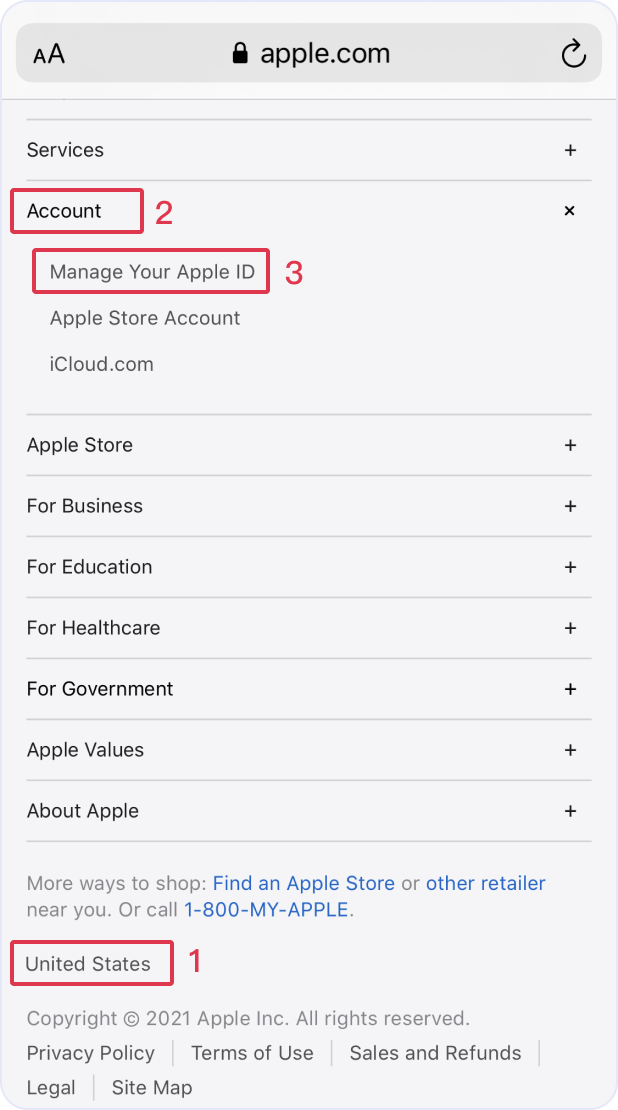 AA apple.com
Services +
Account 2 ×
Manage Your Apple ID 3
Apple Store Account
iCloud.com
Apple Store +
For Business +
For Education +
For Healthcare +
For Government +
Apple Values +
About Apple +
More ways to shop: Find an Apple Store or other retailer
near you. Or call 1-800-MY-APPLE.
United States 1
Copyright © 2021 Apple Inc. All rights reserved.
Privacy Policy | Terms of Use | Sales and Refunds |
Legal | Site Map